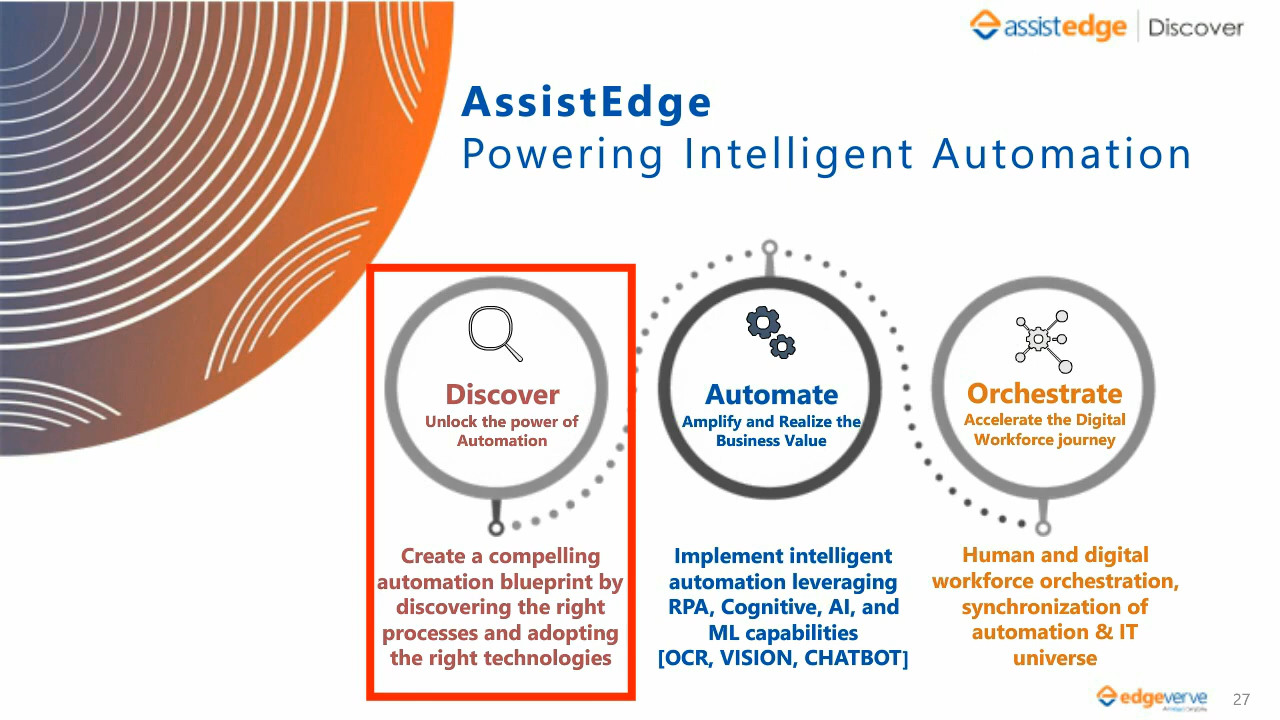 assistedge | Discover
AssistEdge
Powering Intelligent Automation
Discover
Unlock the power of
Automation
Create a compelling
automation blueprint by
discovering the right
processes and adopting
the right technologies
Automate
Amplify and Realize the
Business Value
Implement intelligent
automation leveraging
RPA, Cognitive, AI, and
ML capabilities
[OCR, VISION, CHATBOT]
Orchestrate
Accelerate the Digital
Workforce journey
Human and digital
workforce orchestration,
synchronization of
automation & IT
universe
edgeverve
27